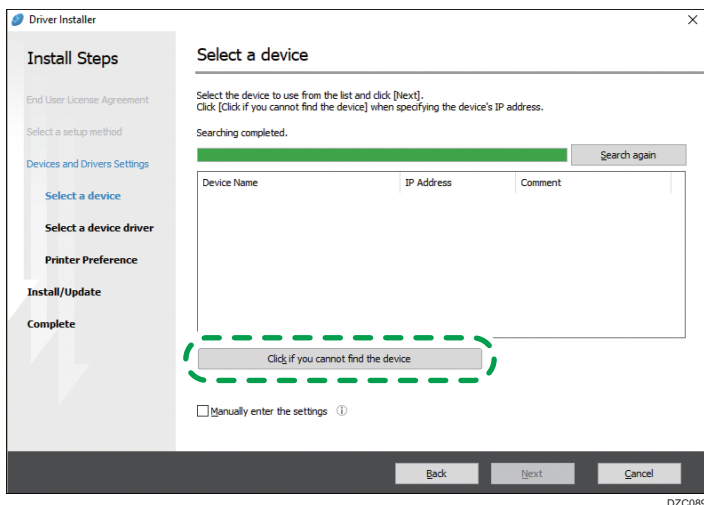 Driver Installer
Install Steps
End User License Agreement
Select a setup method
Devices and Drivers Settings
Select a device
Select a device driver
Printer Preference
Install/Update
Complete
Select a device
Select the device to use from the list and click [Next].
Click [Click if you cannot find the device] when specifying the device's IP address.
Searching completed.
Search again
Device Name IP Address Comment
Click if you cannot find the device
Manually enter the settings
Back Next Cancel
DZC089